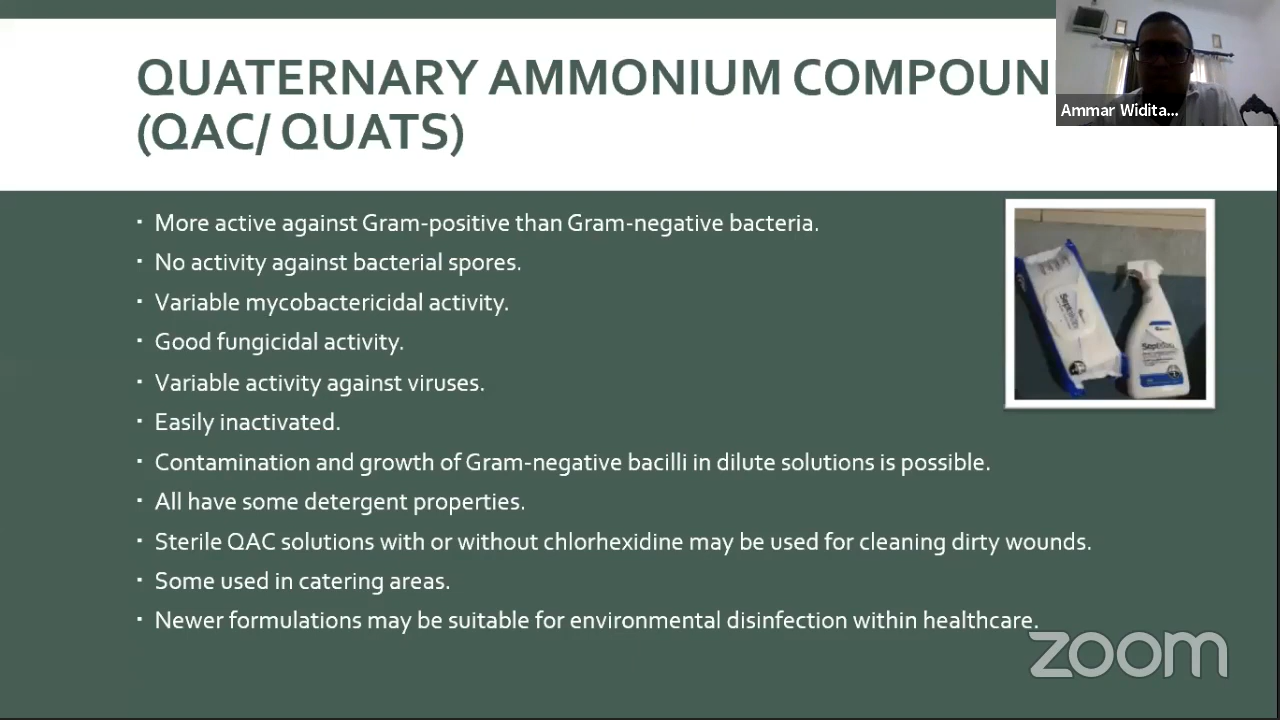 QUATERNARY AMMONIUM COMPOUN
(QAC/ QUATS)
Ammar Widita...
▪ More active against Gram-positive than Gram-negative bacteria.
▪ No activity against bacterial spores.
▪ Variable mycobactericidal activity.
▪ Good fungicidal activity.
▪ Variable activity against viruses.
▪ Easily inactivated.
▪ Contamination and growth of Gram-negative bacilli in dilute solutions is possible.
▪ All have some detergent properties.
▪ Sterile QAC solutions with or without chlorhexidine may be used for cleaning dirty wounds.
▪ Some used in catering areas.
▪ Newer formulations may be suitable for environmental disinfection within healthcare.
zoom